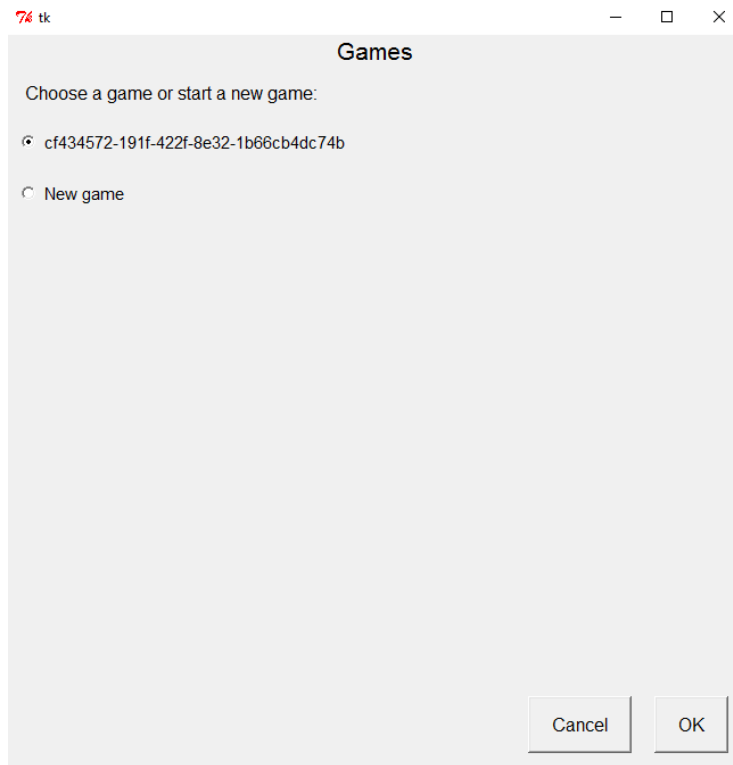 tk
Games
Choose a game or start a new game:
cf434572-191f-422f-8e32-1b66cb4dc74b
New game
Cancel OK